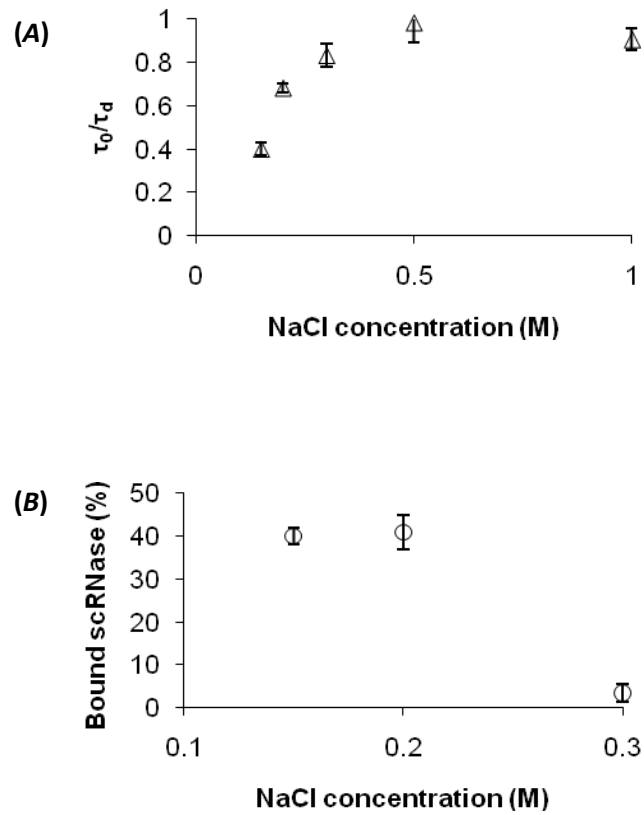 (A)
τ0/τd
1
0.8
0.6
0.4
0.2
0
0 0.5 1
NaCl concentration (M)
(B)
Bound scRNase (%)
50
40
30
20
10
0
0.1 0.2 0.3
NaCl concentration (M)